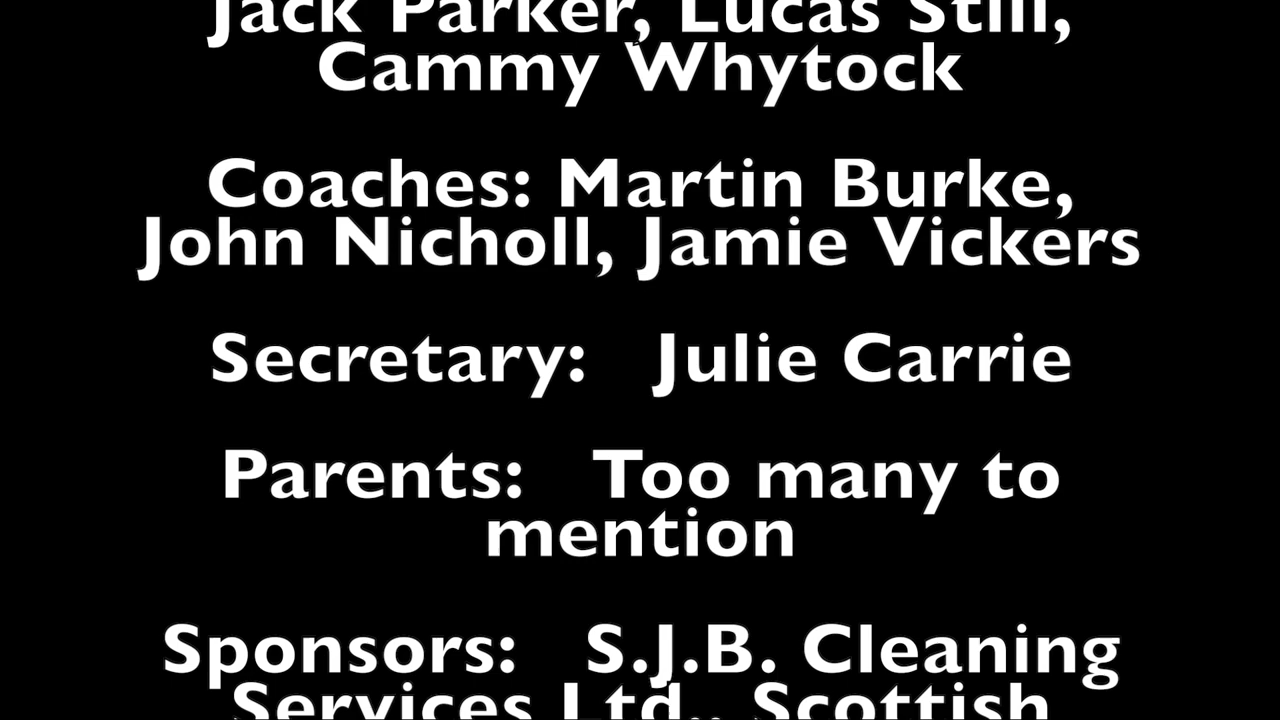 Jack Parker, Lucas Still,
Cammy Whytock
Coaches: Martin Burke,
John Nicholl, Jamie Vickers
Secretary: Julie Carrie
Parents: Too many to
mention
Sponsors: S.J.B. Cleaning
Services Ltd., Scottish